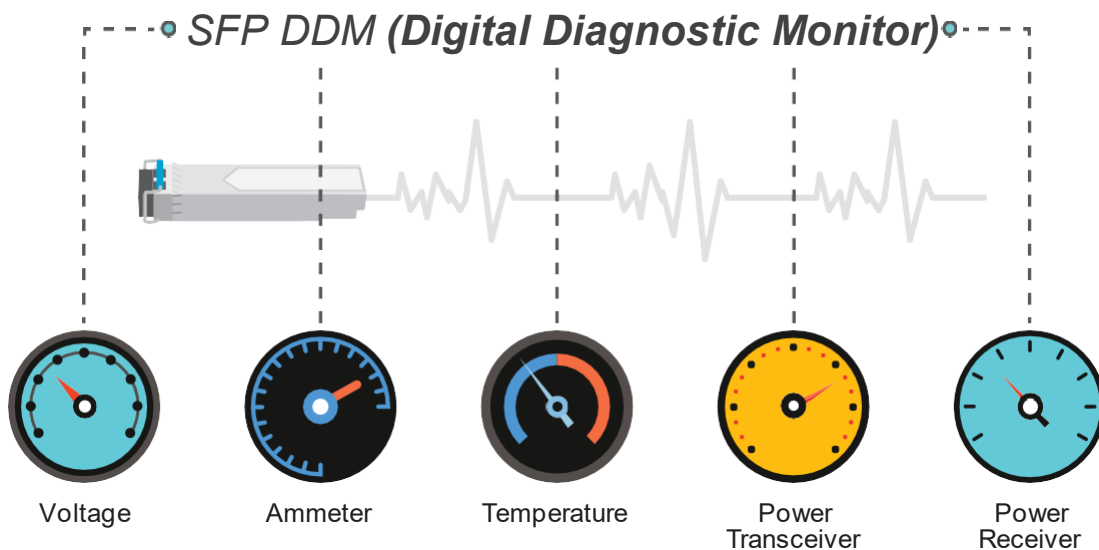 SFP DDM (Digital Diagnostic Monitor)
Voltage
Ammeter
Temperature
Power
Transceiver
Power
Receiver